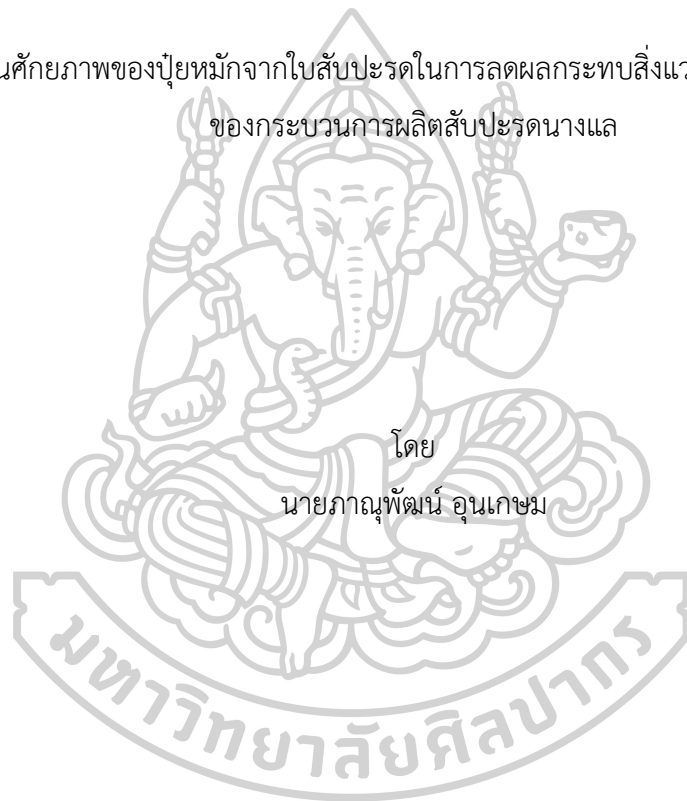 นศักยภาพของปุ๋ยหมักจากใบสับปะรดในการลดผลกระทบสิ่งแว
ของกระบวนการผลิตสับปะรดนางแล
โดย
นายภาณุพัฒน์ อุนเกษม
มหาวิทยาลัยศิลปากร